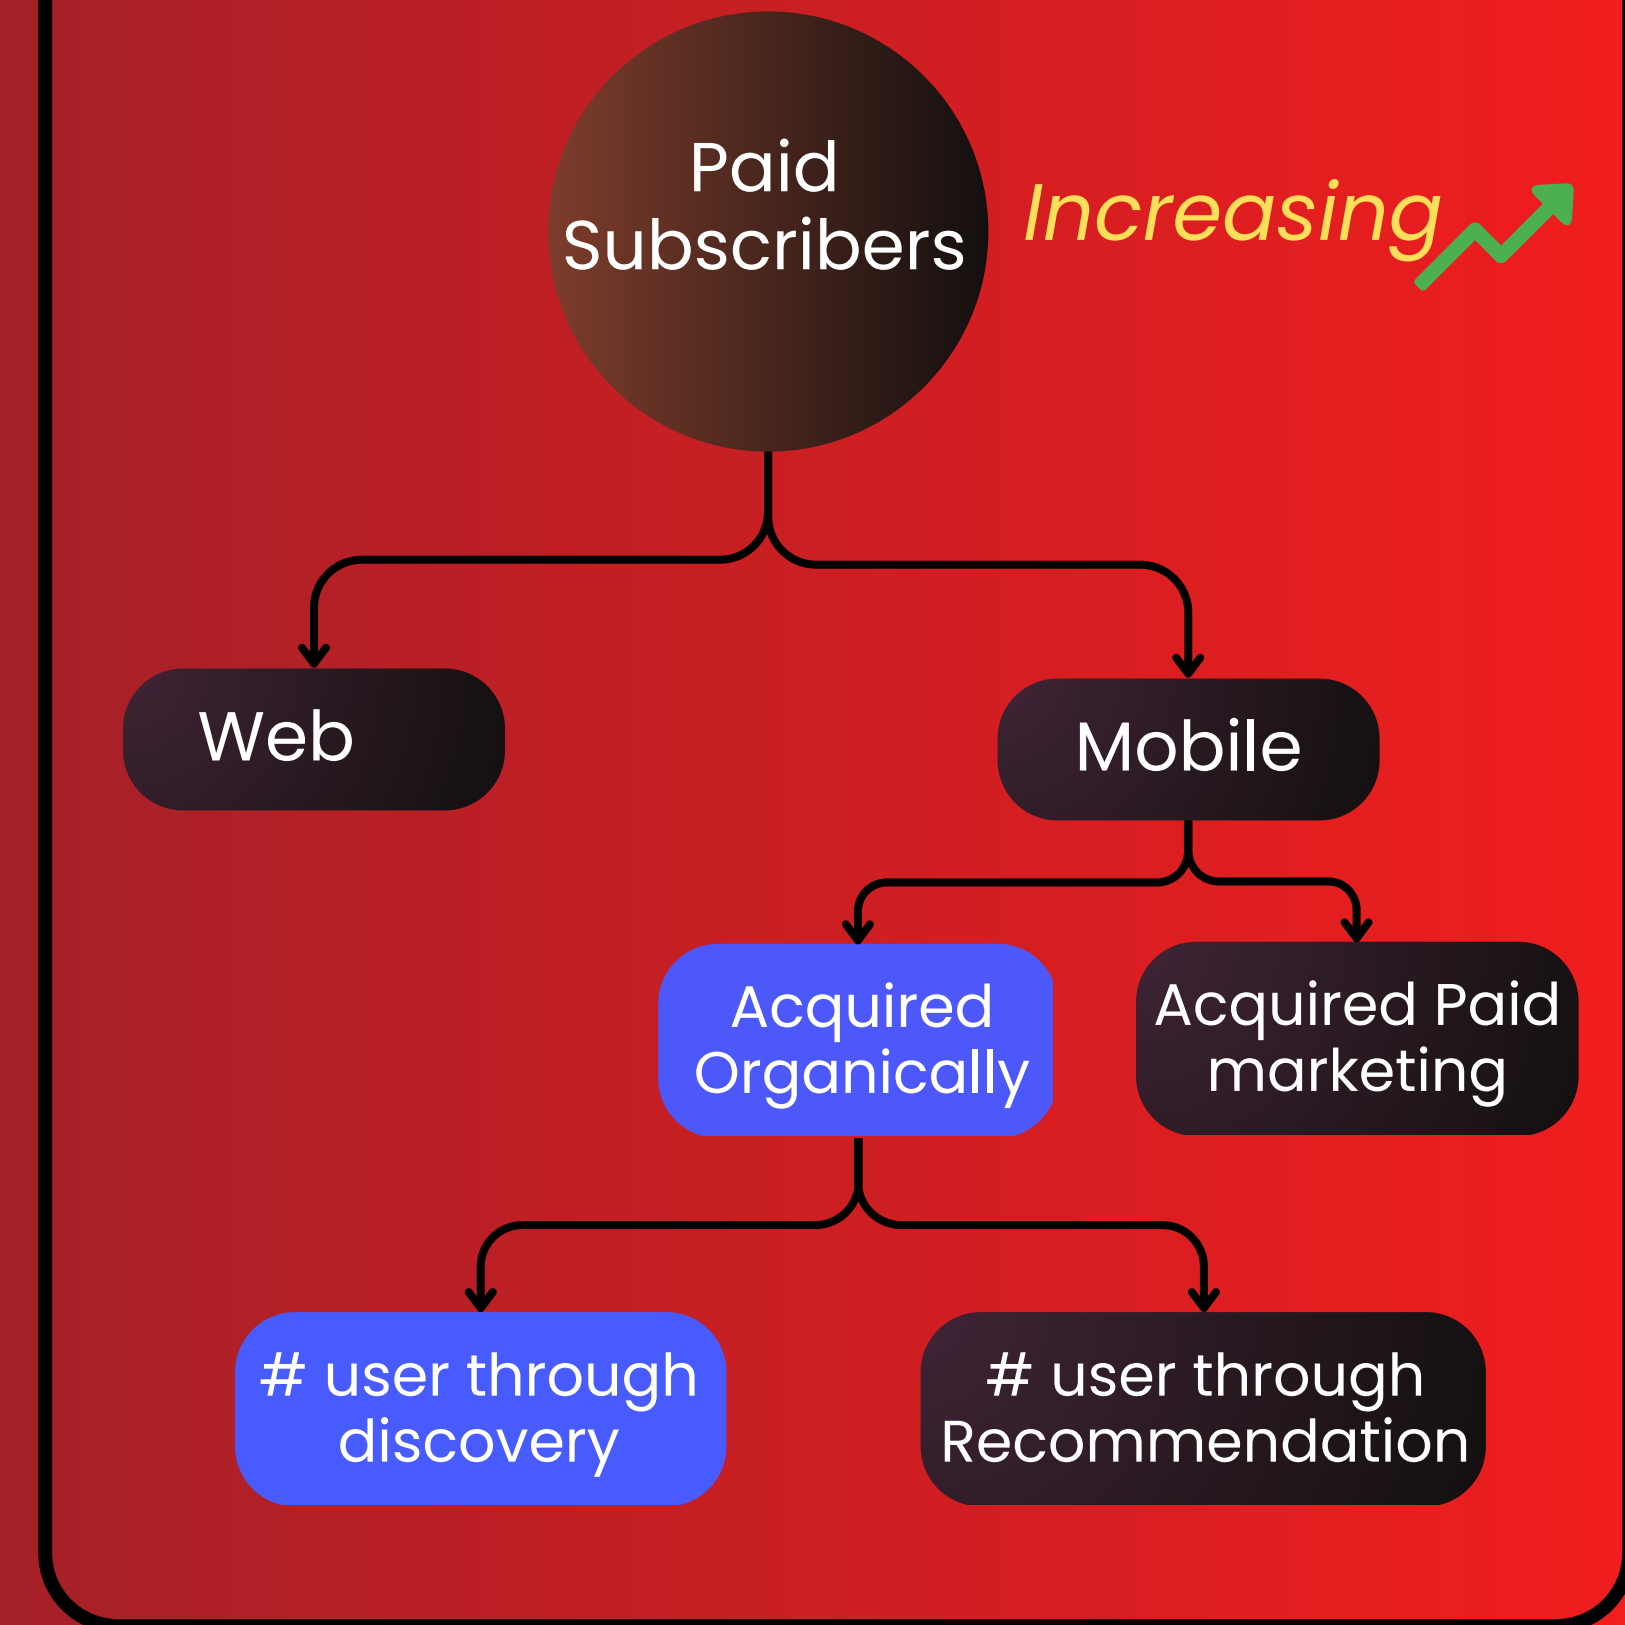 Paid
Subscribers
Increasing
Web
Mobile
Acquired
Organically
Acquired Paid
marketing
# user through
discovery
# user through
Recommendation